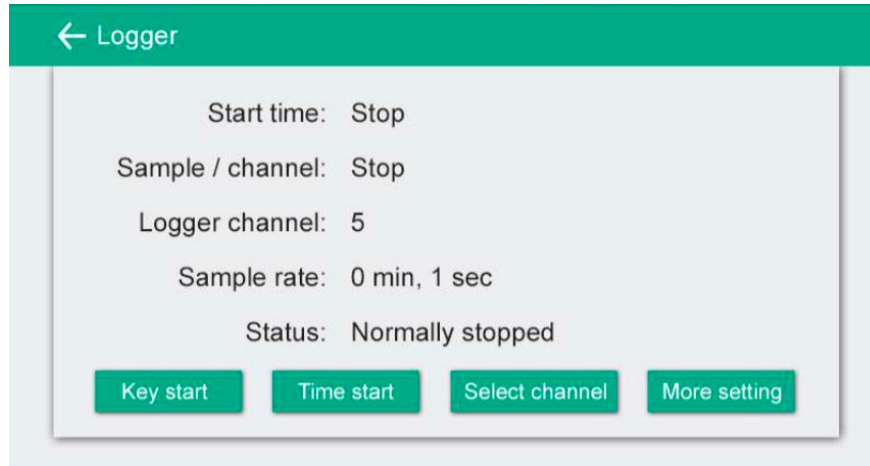 ← Logger
Start time: Stop
Sample / channel: Stop
Logger channel: 5
Sample rate: 0 min, 1 sec
Status: Normally stopped
Key start Time start Select channel More setting